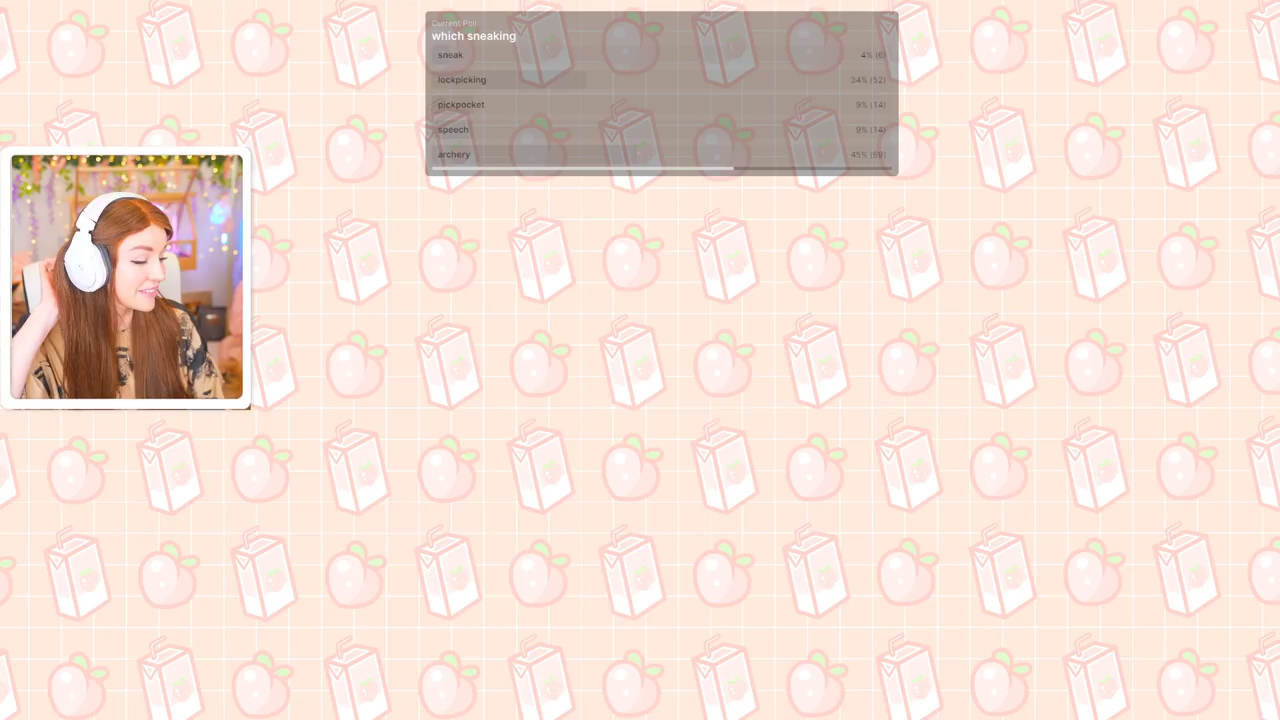 Current Poll
which sneaking
sneak 4% (6)
lockpicking 34% (52)
pickpocket 9% (14)
speech 9% (14)
archery 45% (69)